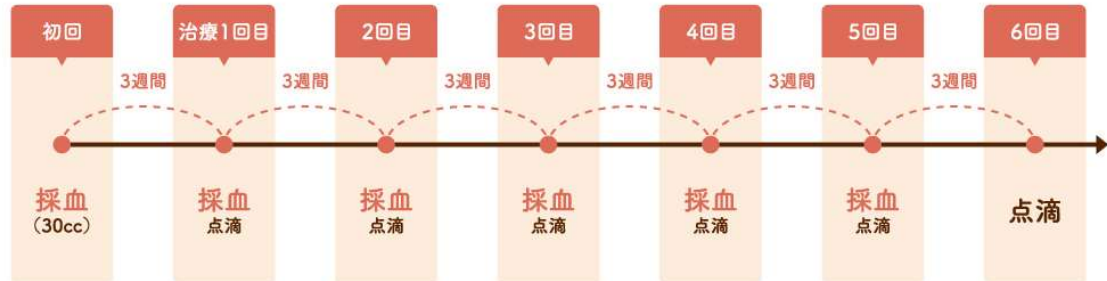 初回
治療1回目
2回目
3回目
4回目
5回目
6回目
3週間
3週間
3週間
3週間
3週間
3週間
採血
（30cc）
採血
点滴
採血
点滴
採血
点滴
採血
点滴
採血
点滴
点滴